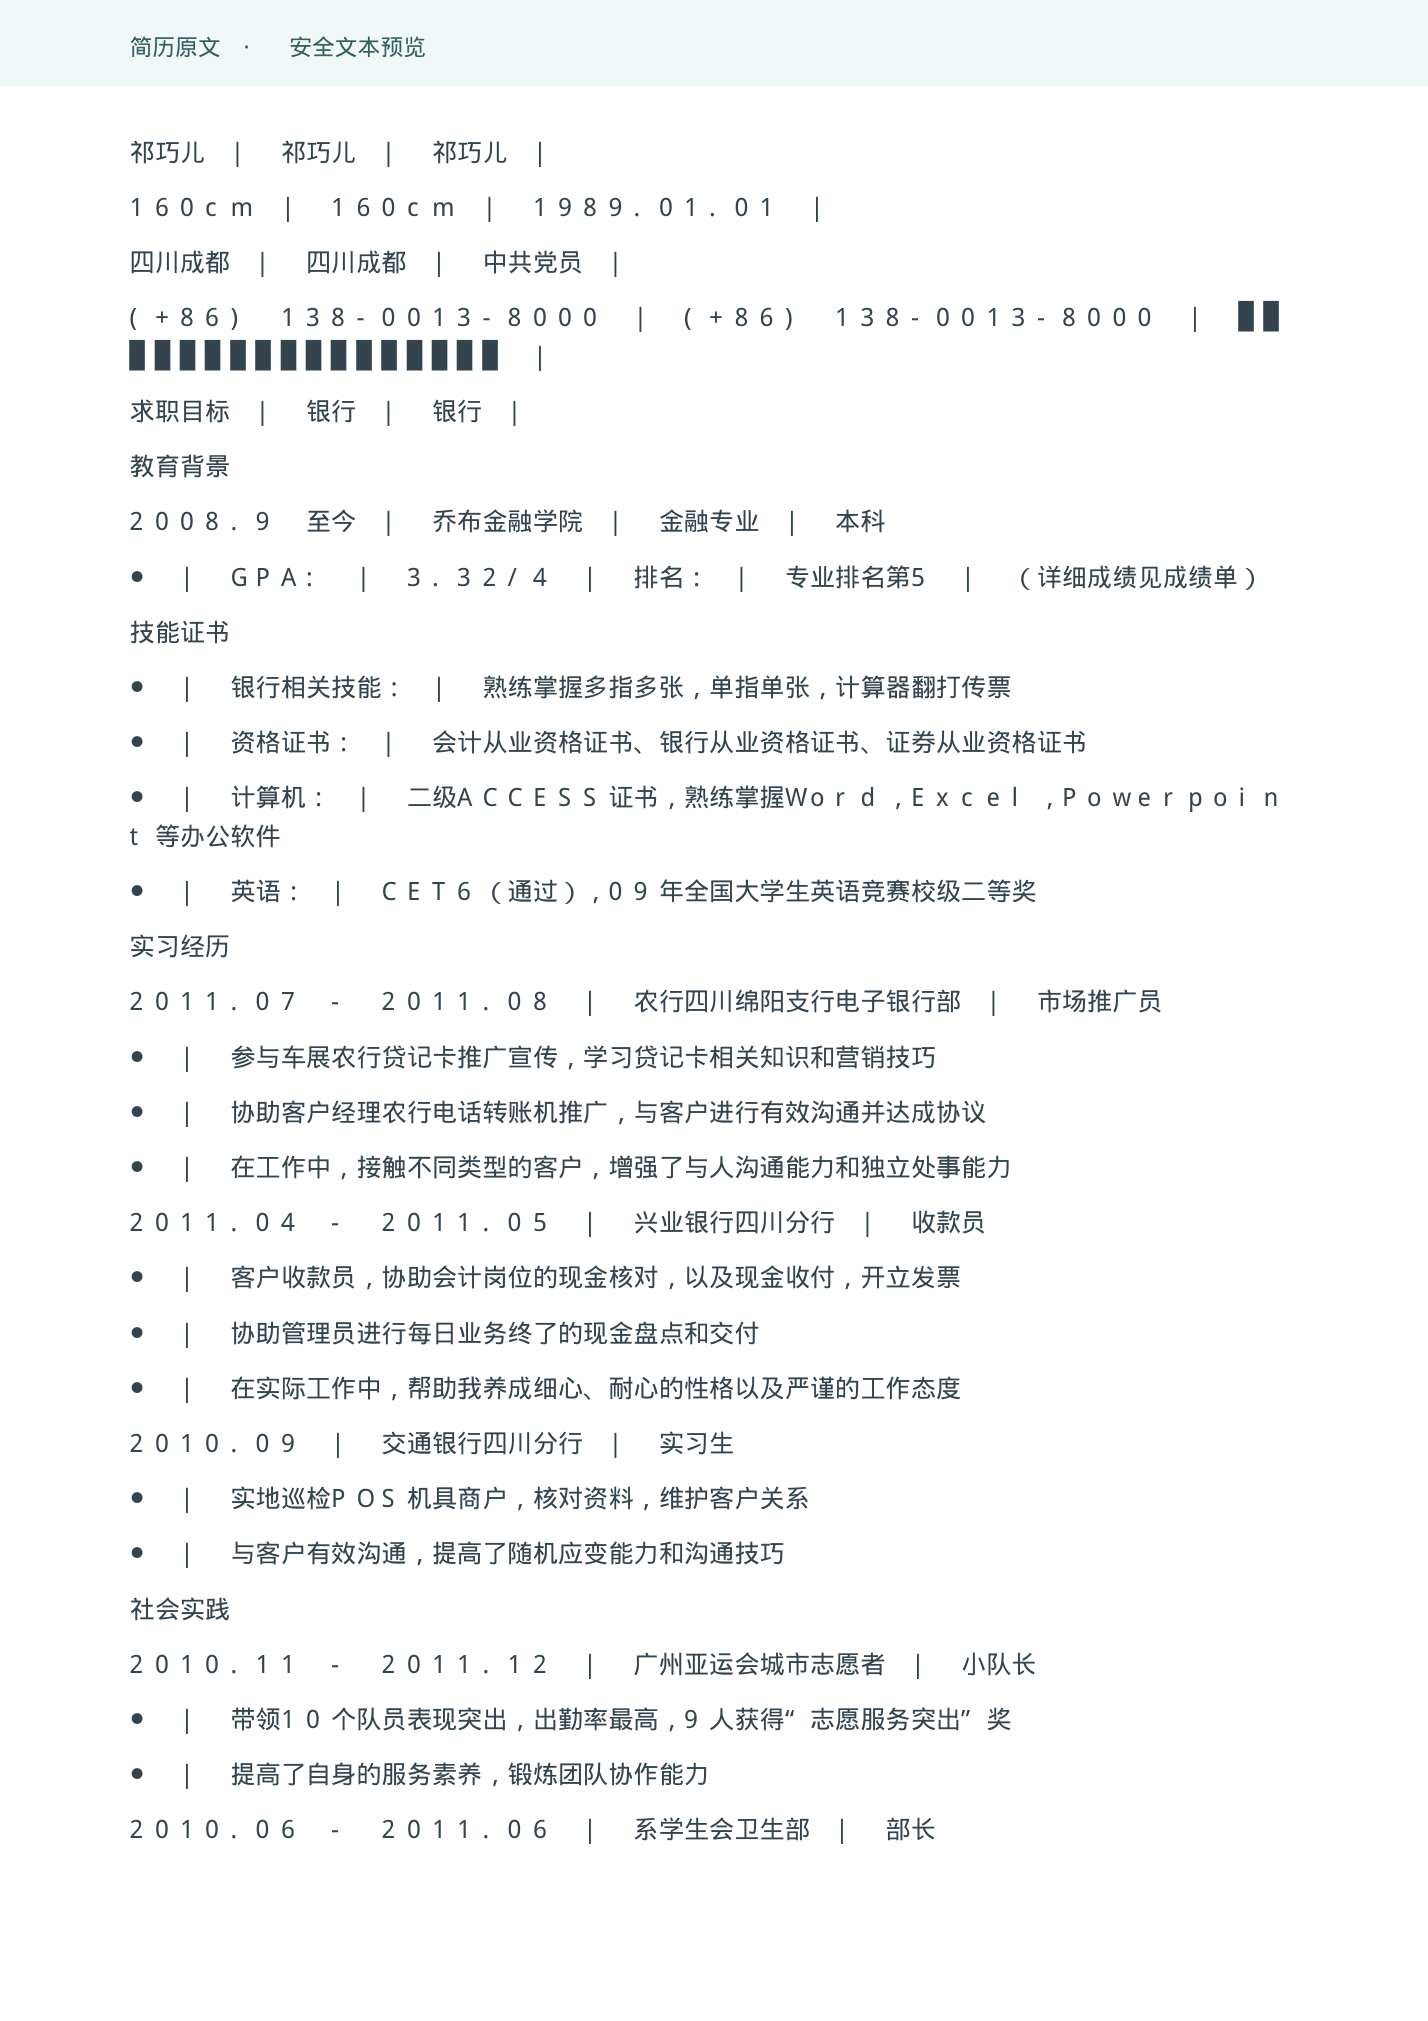 简历原文 · 安全文本预览
祁巧儿 | 祁巧儿 | 祁巧儿 |
160cm | 160cm | 1989.01.01 |
四川成都 | 四川成都 | 中共党员 |
(+86) 138-0013-8000 | (+86) 138-0013-8000 | ██
███████████████ |
求职目标 | 银行 | 银行 |
教育背景
2008.9 至今 | 乔布金融学院 | 金融专业 | 本科
● | GPA： | 3.32/4 | 排名： | 专业排名第5 | （详细成绩见成绩单）
技能证书
● | 银行相关技能： | 熟练掌握多指多张，单指单张，计算器翻打传票
● | 资格证书： | 会计从业资格证书、银行从业资格证书、证券从业资格证书
● | 计算机： | 二级ACCESS证书，熟练掌握Word,Excel,Powerpoin
t等办公软件
● | 英语： | CET6（通过）,09年全国大学生英语竞赛校级二等奖
实习经历
2011.07 - 2011.08 | 农行四川绵阳支行电子银行部 | 市场推广员
● | 参与车展农行贷记卡推广宣传，学习贷记卡相关知识和营销技巧
● | 协助客户经理农行电话转账机推广，与客户进行有效沟通并达成协议
● | 在工作中，接触不同类型的客户，增强了与人沟通能力和独立处事能力
2011.04 - 2011.05 | 兴业银行四川分行 | 收款员
● | 客户收款员，协助会计岗位的现金核对，以及现金收付，开立发票
● | 协助管理员进行每日业务终了的现金盘点和交付
● | 在实际工作中，帮助我养成细心、耐心的性格以及严谨的工作态度
2010.09 | 交通银行四川分行 | 实习生
● | 实地巡检POS机具商户，核对资料，维护客户关系
● | 与客户有效沟通，提高了随机应变能力和沟通技巧
社会实践
2010.11 - 2011.12 | 广州亚运会城市志愿者 | 小队长
● | 带领10个队员表现突出，出勤率最高，9人获得“志愿服务突出”奖
● | 提高了自身的服务素养，锻炼团队协作能力
2010.06 - 2011.06 | 系学生会卫生部 | 部长